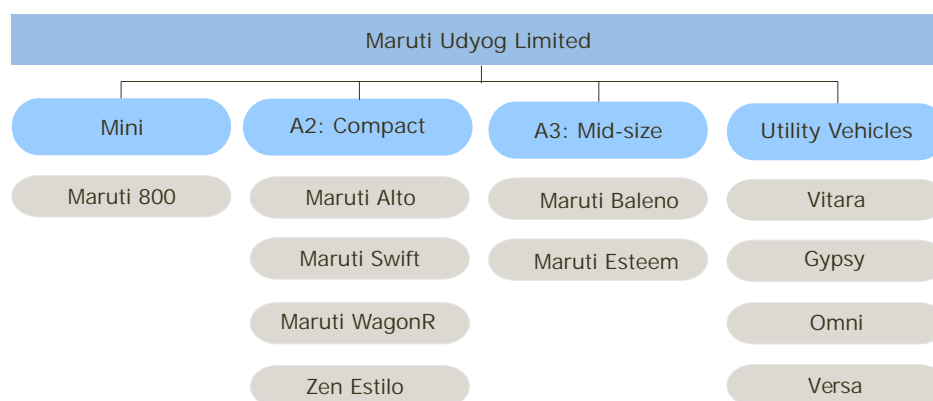 Maruti Udyog Limited
Mini
A2: Compact
A3: Mid-size
Utility Vehicles
Maruti 800
Maruti Alto
Maruti Baleno
Vitara
Maruti Swift
Maruti Esteem
Gypsy
Maruti WagonR
Omni
Zen Estilo
Versa